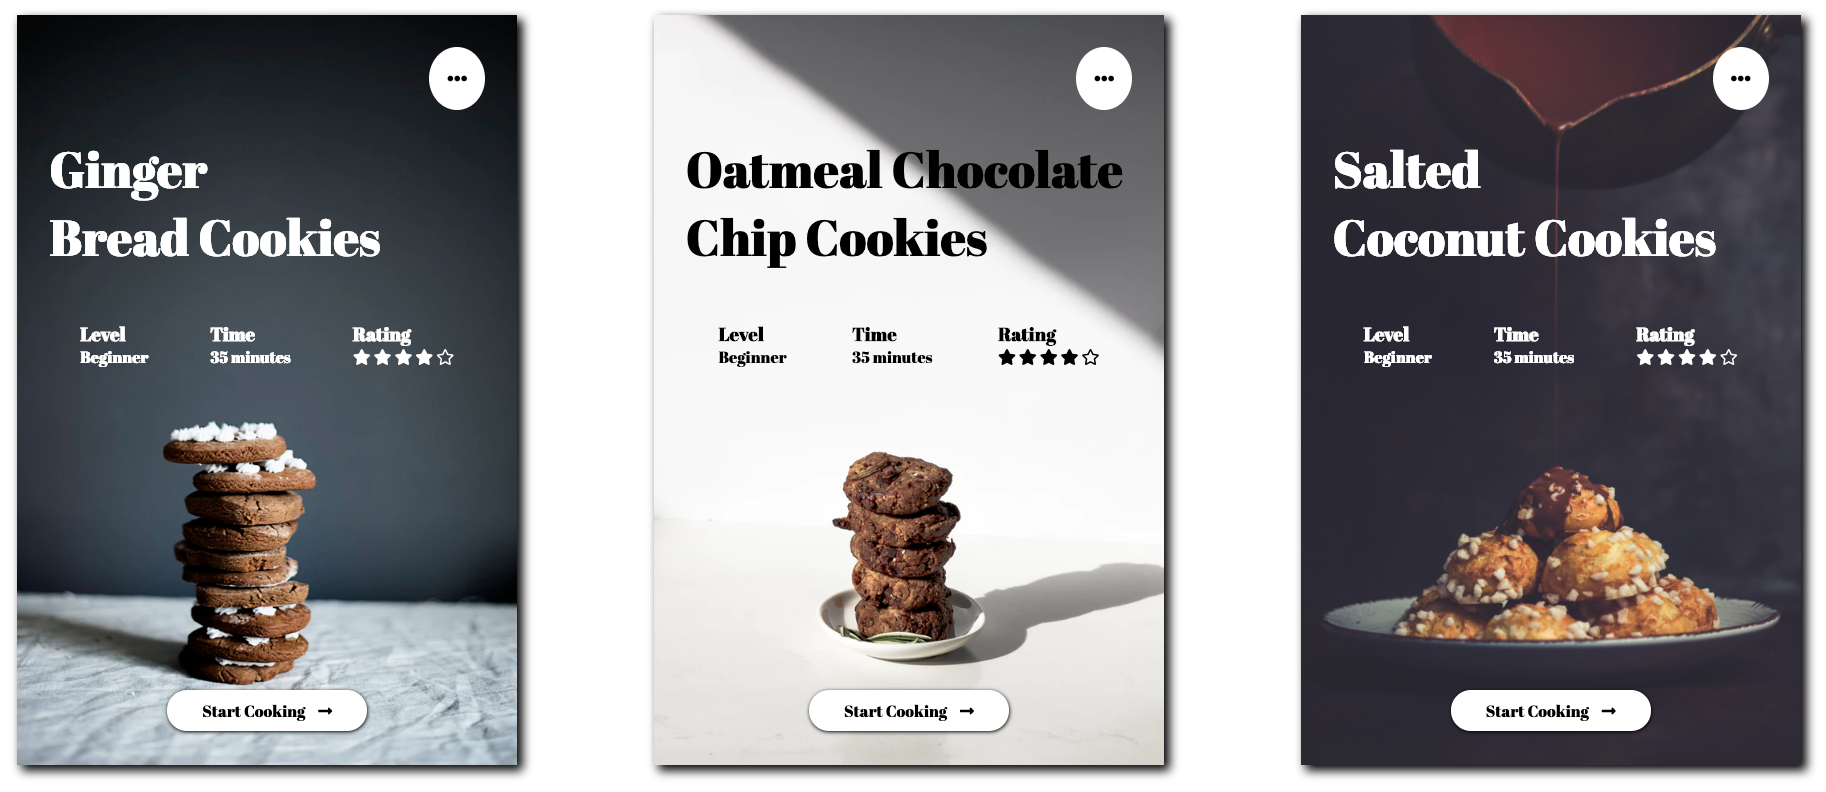 Ginger
Bread Cookies
Level
Beginner
Time
35 minutes
Rating
Start Cooking
Oatmeal Chocolate
Chip Cookies
Level
Beginner
Time
35 minutes
Rating
Start Cooking
Salted
Coconut Cookies
Level
Beginner
Time
35 minutes
Rating
Start Cooking